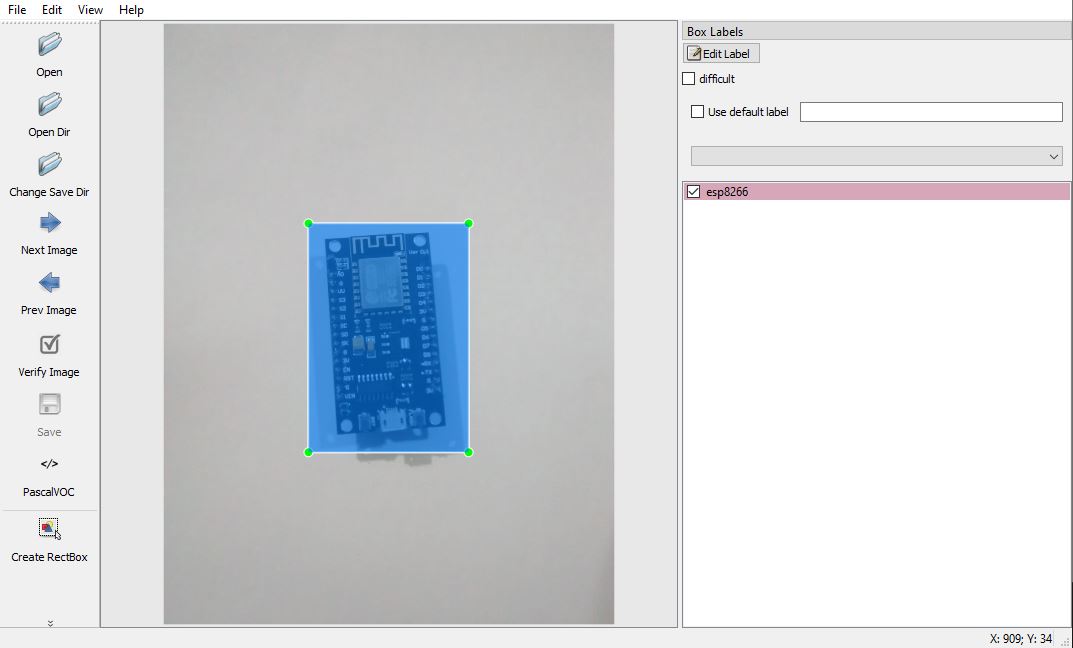 File Edit View Help
Open
Open Dir
Change Save Dir
Next Image
Prev Image
Verify Image
Save
</>
PascalVOC
Create RectBox
Box Labels
Edit Label
difficult
Use default label
esp8266
X: 909; Y: 34